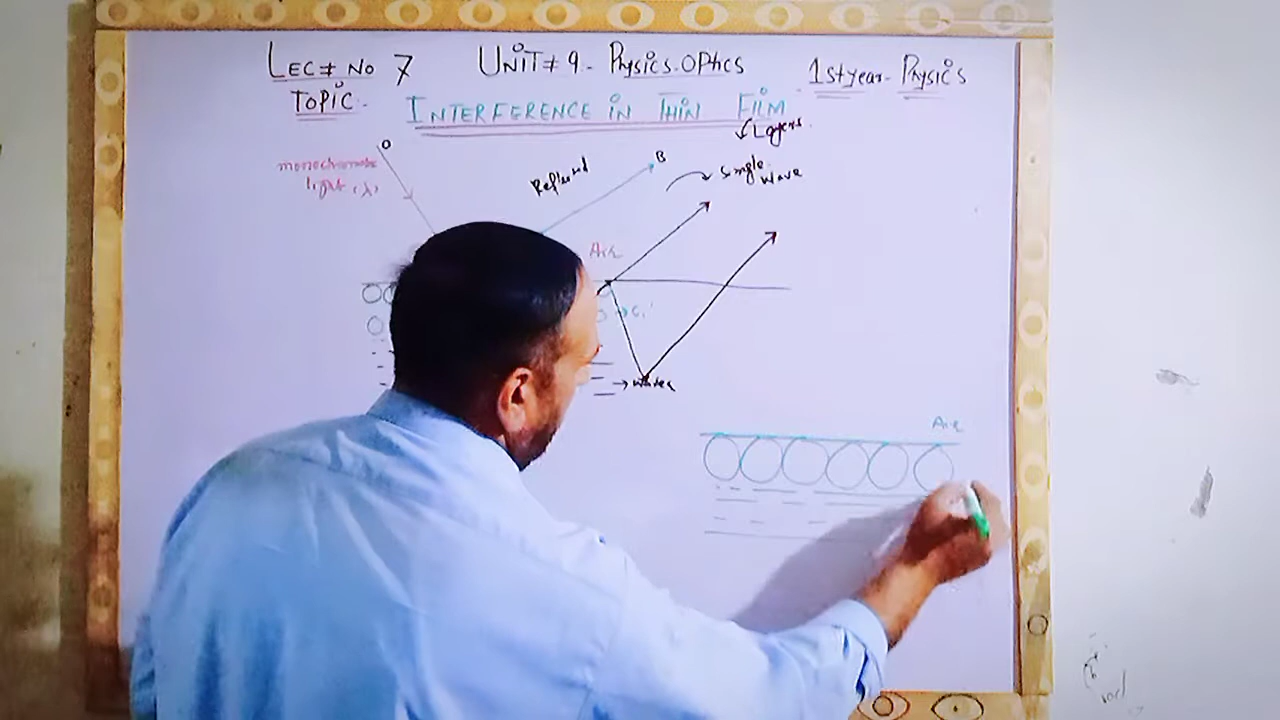 LEC # NO 7 UNIT # 9 - Physics-Optics 1st year - Physics
TOPIC - INTERFERENCE IN THIN FILM
Layers
O
monochromatic
light (λ)
Reflected
B
Single
wave
Air
C
water
Air